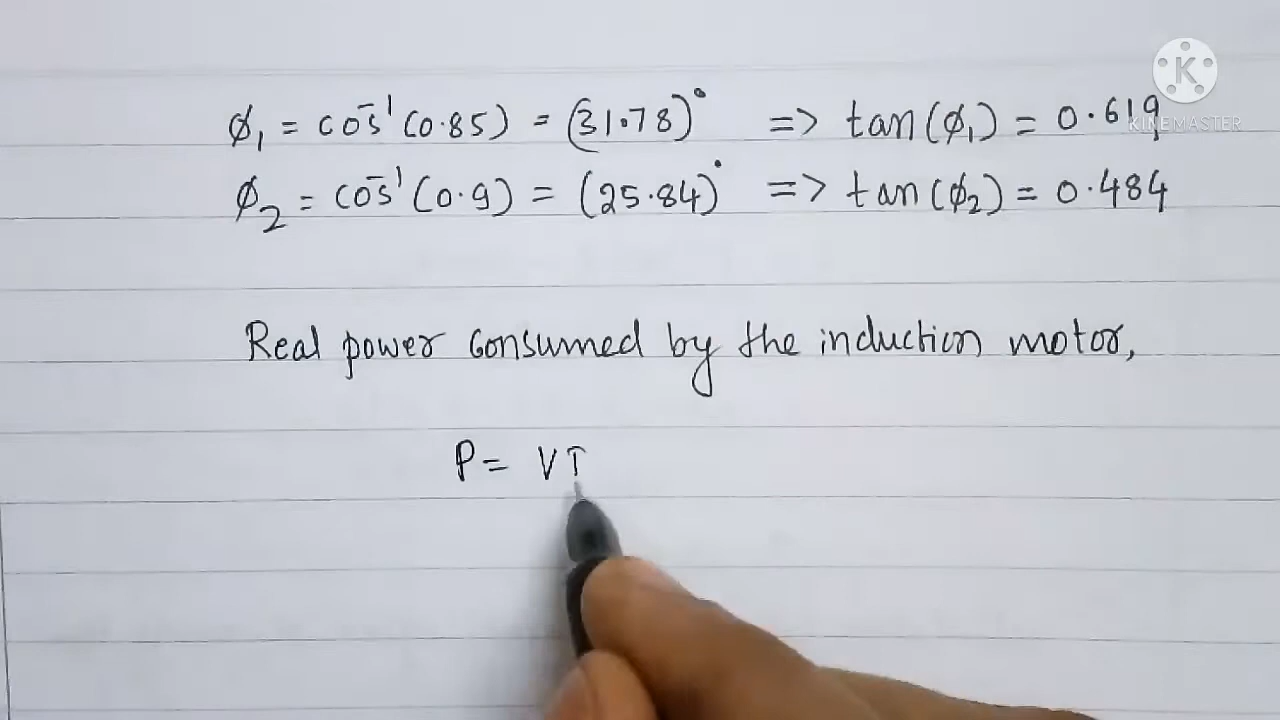 ϕ₁ = cos⁻¹(0.85) = (31.78)° => tan(ϕ₁) = 0.619
ϕ₂ = cos⁻¹(0.9) = (25.84)° => tan(ϕ₂) = 0.484
Real power consumed by the induction motor,
P = VI
K
KINEMASTER